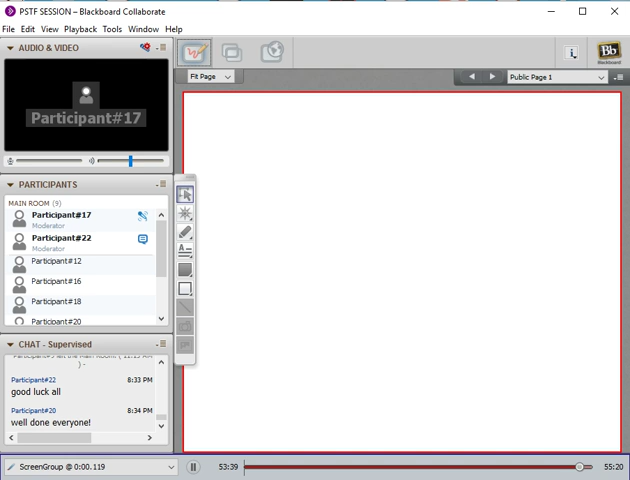 PSTF SESSION – Blackboard Collaborate
File Edit View Playback Tools Window Help
AUDIO & VIDEO
Participant#17
PARTICIPANTS
MAIN ROOM (9)
Participant#17
Moderator
Participant#22
Moderator
Participant#12
Participant#16
Participant#18
Participant#20
CHAT - Supervised
) -
Participant#22 8:33 PM
good luck all
Participant#20 8:34 PM
well done everyone!
Fit Page
Public Page 1
i
Bb
Blackboard
A
ScreenGroup @ 0:00.119
53:39
55:20